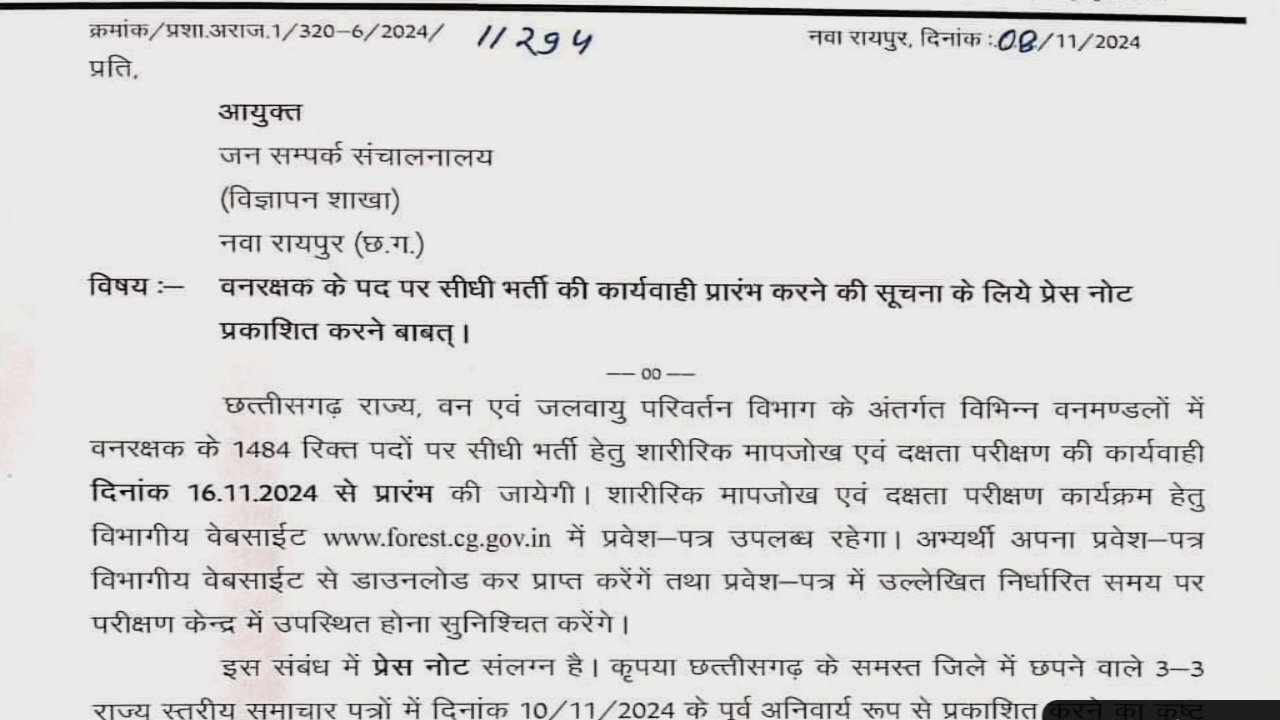 क्रमांक/प्रशा.अराज.1/320–6/2024/ 11294 नवा रायपुर, दिनांक :08/11/2024
प्रति,
आयुक्त
जन सम्पर्क संचालनालय
(विज्ञापन शाखा)
नवा रायपुर (छ.ग.)
विषय :– वनरक्षक के पद पर सीधी भर्ती की कार्यवाही प्रारंभ करने की सूचना के लिये प्रेस नोट
प्रकाशित करने बाबत्।
–– 00 ––
छत्तीसगढ़ राज्य, वन एवं जलवायु परिवर्तन विभाग के अंतर्गत विभिन्न वनमण्डलों में
वनरक्षक के 1484 रिक्त पदों पर सीधी भर्ती हेतु शारीरिक मापजोख एवं दक्षता परीक्षण की कार्यवाही
दिनांक 16.11.2024 से प्रारंभ की जायेगी। शारीरिक मापजोख एवं दक्षता परीक्षण कार्यक्रम हेतु
विभागीय वेबसाईट www.forest.cg.gov.in में प्रवेश–पत्र उपलब्ध रहेगा। अभ्यर्थी अपना प्रवेश–पत्र
विभागीय वेबसाईट से डाउनलोड कर प्राप्त करेंगें तथा प्रवेश–पत्र में उल्लेखित निर्धारित समय पर
परीक्षण केन्द्र में उपस्थित होना सुनिश्चित करेंगे।
इस संबंध में प्रेस नोट संलग्न है। कृपया छत्तीसगढ़ के समस्त जिले में छपने वाले 3–3
राज्य स्तरीय समाचार पत्रों में दिनांक 10/11/2024 के पूर्व अनिवार्य रूप से प्रकाशित करने का कष्ट